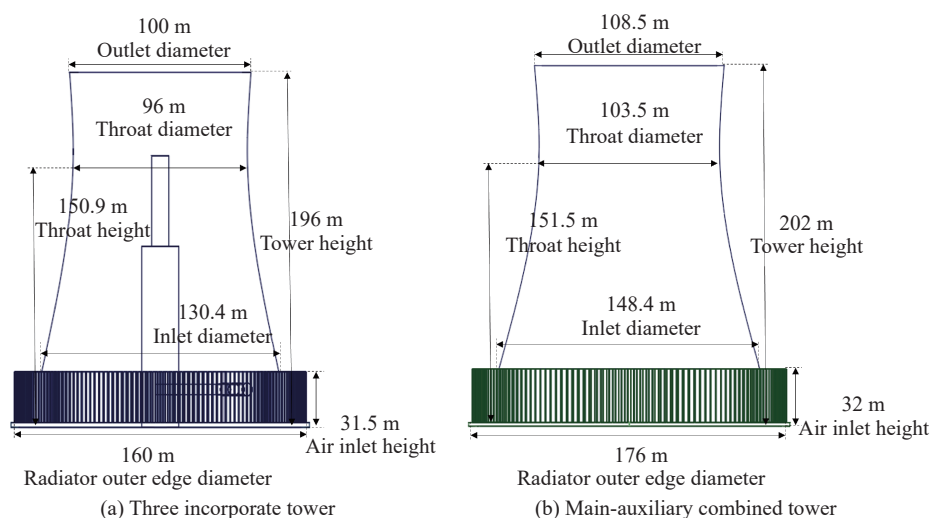 100 m
Outlet diameter
96 m
Throat diameter
150.9 m
Throat height
196 m
Tower height
130.4 m
Inlet diameter
31.5 m
Air inlet height
160 m
Radiator outer edge diameter
(a) Three incorporate tower
108.5 m
Outlet diameter
103.5 m
Throat diameter
151.5 m
Throat height
202 m
Tower height
148.4 m
Inlet diameter
32 m
Air inlet height
176 m
Radiator outer edge diameter
(b) Main-auxiliary combined tower